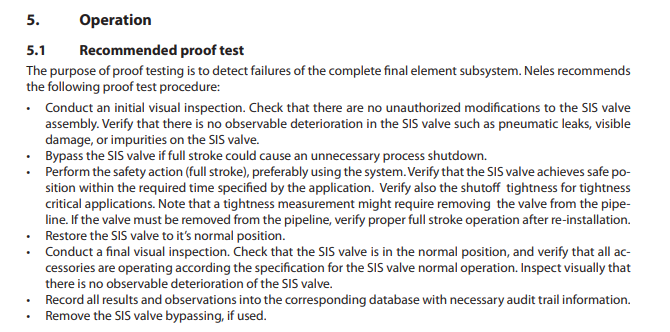 5. Operation
5.1 Recommended proof test
The purpose of proof testing is to detect failures of the complete final element subsystem. Neles recommends
the following proof test procedure:
• Conduct an initial visual inspection. Check that there are no unauthorized modifications to the SIS valve
assembly. Verify that there is no observable deterioration in the SIS valve such as pneumatic leaks, visible
damage, or impurities on the SIS valve.
• Bypass the SIS valve if full stroke could cause an unnecessary process shutdown.
• Perform the safety action (full stroke), preferably using the system. Verify that the SIS valve achieves safe po-
sition within the required time specified by the application. Verify also the shutoff tightness for tightness
critical applications. Note that a tightness measurement might require removing the valve from the pipe-
line. If the valve must be removed from the pipeline, verify proper full stroke operation after re-installation.
• Restore the SIS valve to it's normal position.
• Conduct a final visual inspection. Check that the SIS valve is in the normal position, and verify that all ac-
cessories are operating according the specification for the SIS valve normal operation. Inspect visually that
there is no observable deterioration of the SIS valve.
• Record all results and observations into the corresponding database with necessary audit trail information.
• Remove the SIS valve bypassing, if used.